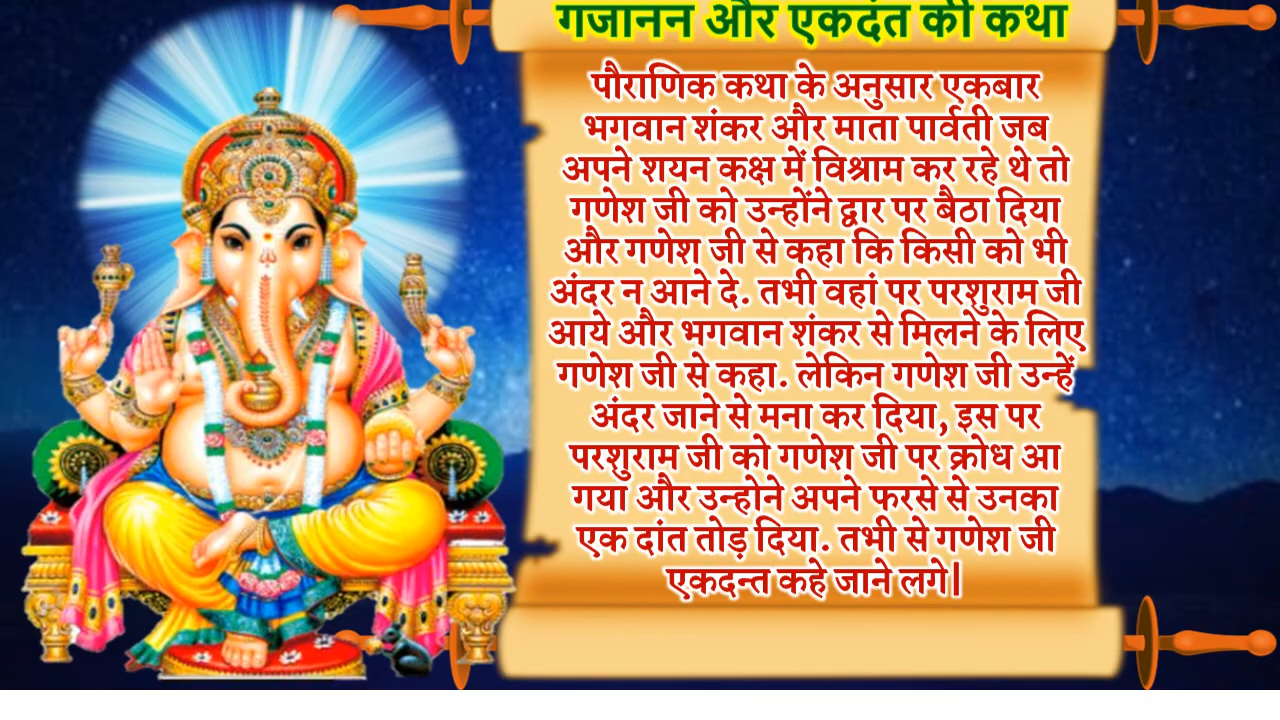 गजानन और एकदंत की कथा
पौराणिक कथा के अनुसार एकबार
भगवान शंकर और माता पार्वती जब
अपने शयन कक्ष में विश्राम कर रहे थे तो
गणेश जी को उन्होंने द्वार पर बैठा दिया
और गणेश जी से कहा कि किसी को भी
अंदर न आने दे. तभी वहां पर परशुराम जी
आये और भगवान शंकर से मिलने के लिए
गणेश जी से कहा. लेकिन गणेश जी उन्हें
अंदर जाने से मना कर दिया, इस पर
परशुराम जी को गणेश जी पर क्रोध आ
गया और उन्होने अपने फरसे से उनका
एक दांत तोड़ दिया. तभी से गणेश जी
एकदन्त कहे जाने लगे|